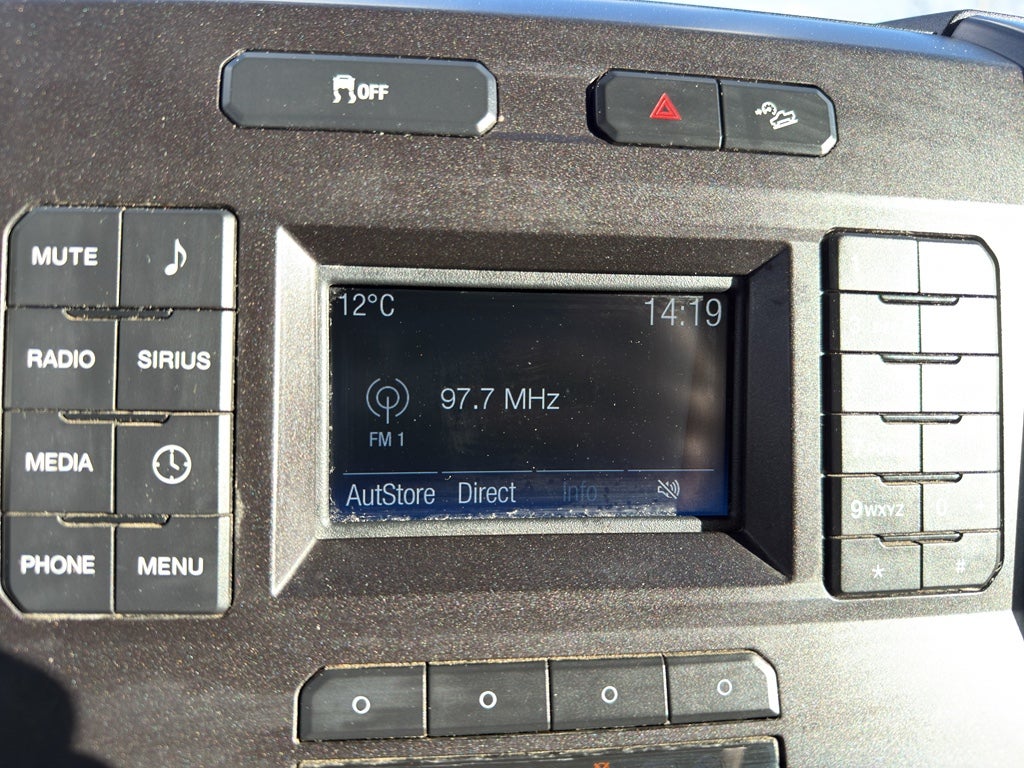 OFF
MUTE
RADIO SIRIUS
MEDIA
PHONE MENU
12°C 14:19
97.7 MHz
FM 1
AutStore Direct info
9WXYZ 0
* #